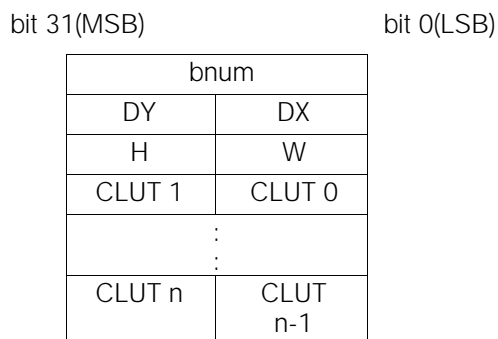 bit 31(MSB) bit 0(LSB)
bnum
DY DX
H W
CLUT 1 CLUT 0
:
:
CLUT n CLUT
n-1